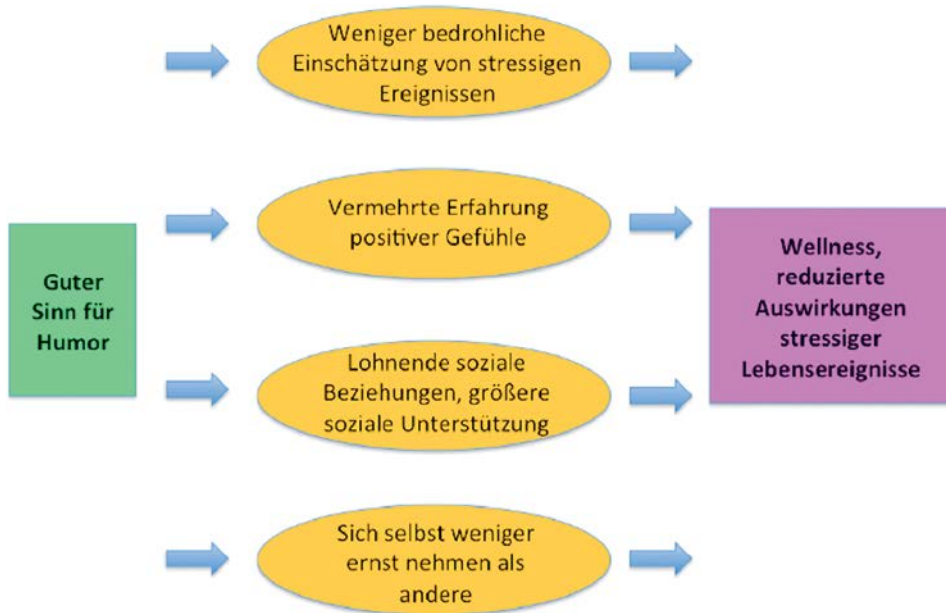 Weniger bedrohliche
Einschätzung von stressigen
Ereignissen
Vermehrte Erfahrung
positiver Gefühle
Guter
Sinn für
Humor
Wellness,
reduzierte
Auswirkungen
stressiger
Lebensereignisse
Lohnende soziale
Beziehungen, größere
soziale Unterstützung
Sich selbst weniger
ernst nehmen als
andere